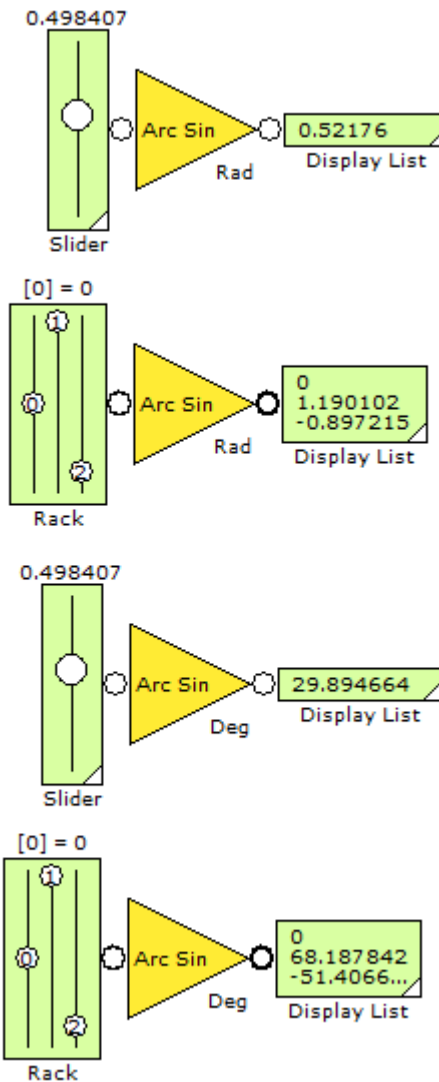 0.498407
Arc Sin
0.52176
Rad
Display List
Slider
[0] = 0
1
0
Arc Sin
2
0
1.190102
-0.897215
Rad
Display List
Rack
0.498407
Arc Sin
29.894664
Deg
Display List
Slider
[0] = 0
1
0
Arc Sin
2
0
68.187842
-51.4066...
Deg
Display List
Rack